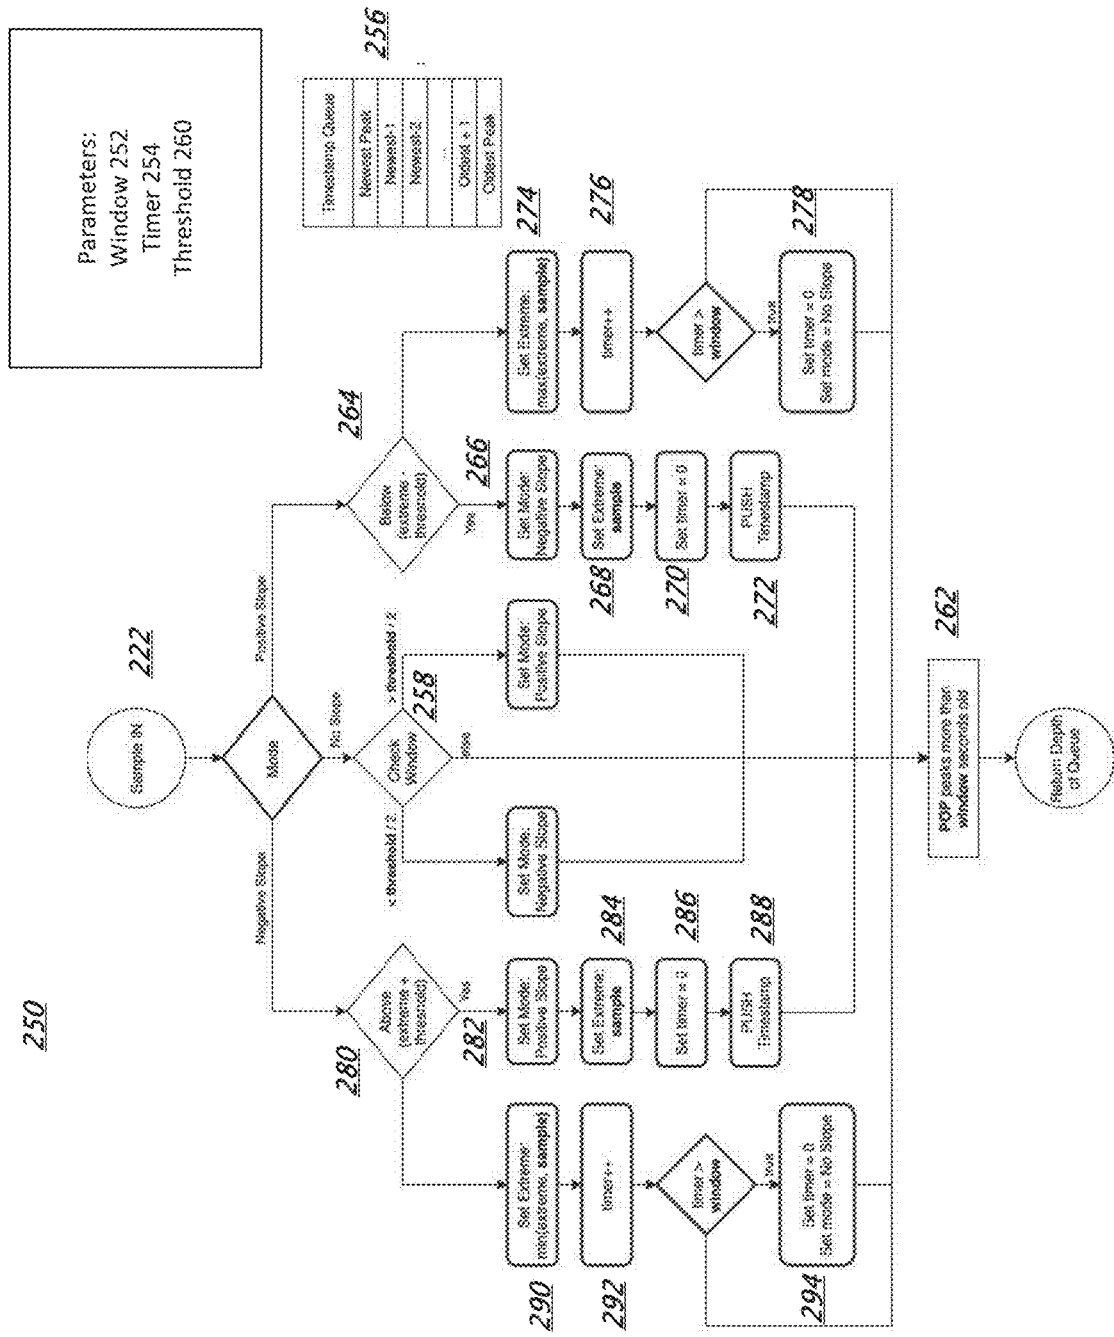 250
Parameters:
Window 252
Timer 254
Threshold 260
256
Timestamp Queue
Newest Peak
Newest-1
Newest-2
Oldest + 1
Oldest Peak
Sample IN
222
Mode
Negative Slope
No Slope
Positive Slope
280
Above
(extreme +
threshold)
Yes
282
< threshold / 2
Check
Window
258
> threshold / 2
264
Below
(extreme -
threshold)
Yes
266
290
Set Extreme:
min(extreme, sample)
292
timer++
timer >
window
true
294
Set timer = 0
Set mode = No Slope
Set Mode:
Positive Slope
284
Set Extreme:
sample
286
Set timer = 0
288
PUSH
Timestamp
Set Mode:
Negative Slope
Set Mode:
Positive Slope
Set Mode:
Negative Slope
268
Set Extreme:
sample
270
Set timer = 0
272
PUSH
Timestamp
274
Set Extreme:
max(extreme, sample)
276
timer++
timer >
window
true
278
Set timer = 0
Set mode = No Slope
262
POP peaks more than
window seconds old
Return Depth
of Queue